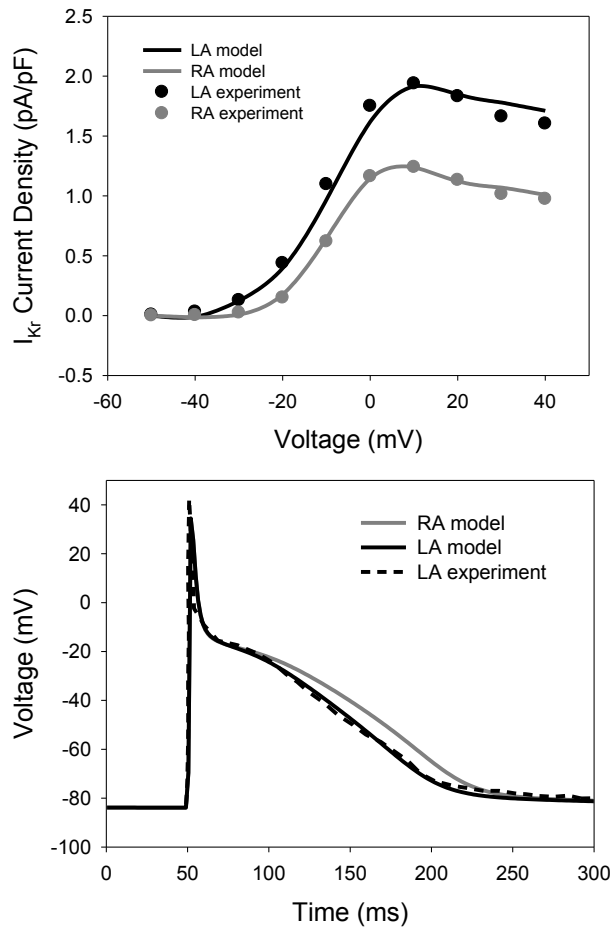 LA model
RA model
LA experiment
RA experiment
I_Kr Current Density (pA/pF)
2.5
2.0
1.5
1.0
0.5
0.0
-0.5
-60 -40 -20 0 20 40
Voltage (mV)
RA model
LA model
LA experiment
Voltage (mV)
40
20
0
-20
-40
-60
-80
-100
0 50 100 150 200 250 300
Time (ms)